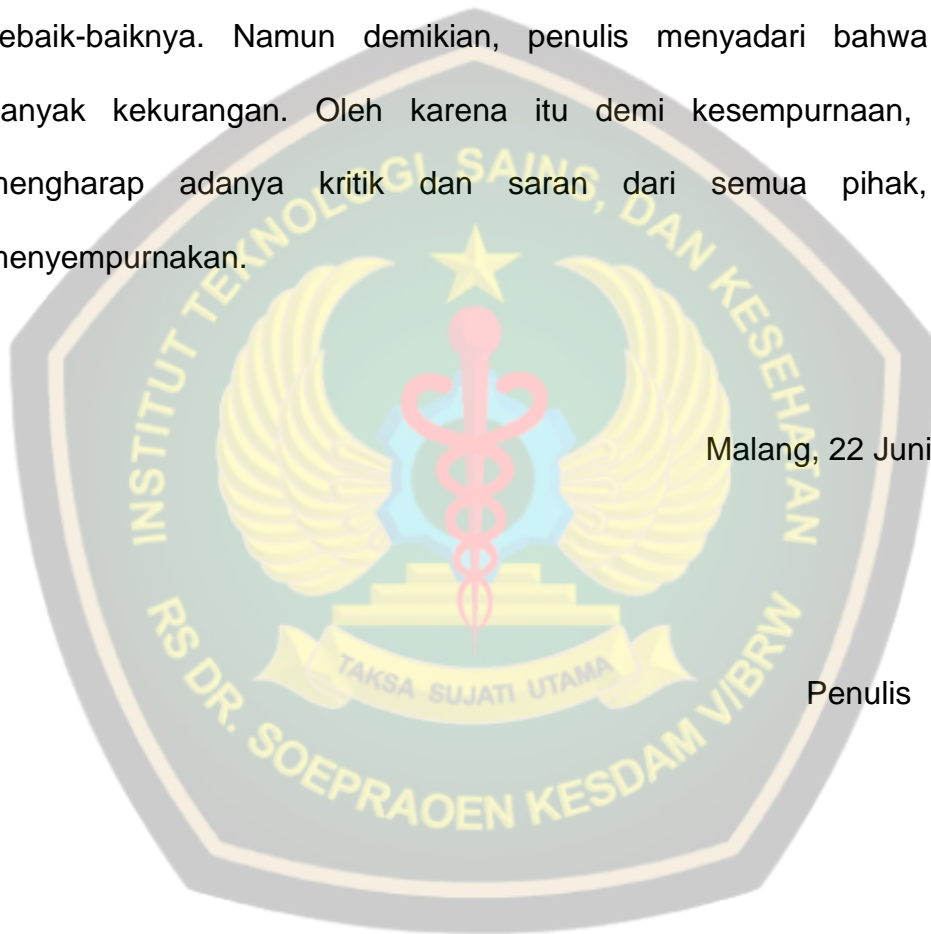 ebaik-baiknya. Namun demikian, penulis menyadari bahwa
anyak kekurangan. Oleh karena itu demi kesempurnaan,
mengharap adanya kritik dan saran dari semua pihak,
menyempurnakan.
Malang, 22 Juni
Penulis
INSTITUT TEKNOLOGI, SAINS, DAN KESEHATAN
TAKSA SUJATI UTAMA
RS DR. SOEPRAOEN KESDAM V/BRW